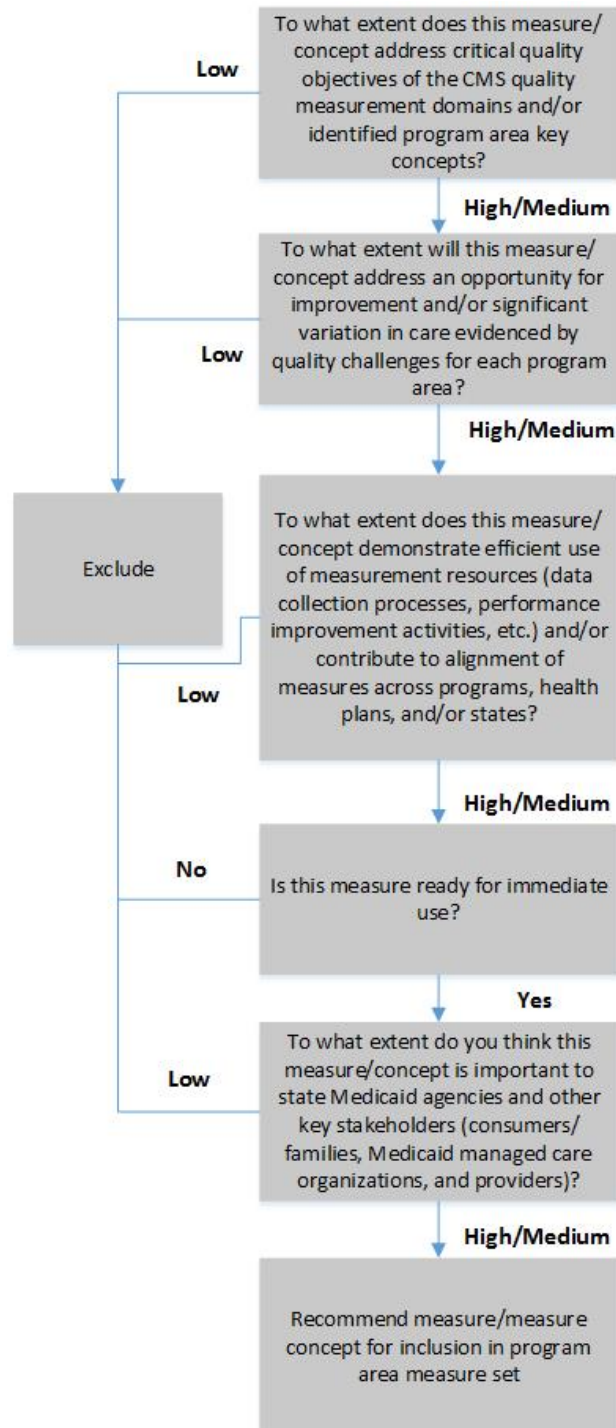 To what extent does this measure/
concept address critical quality
objectives of the CMS quality
measurement domains and/or
identified program area key
concepts?
Low
High/Medium
To what extent will this measure/
concept address an opportunity for
improvement and/or significant
variation in care evidenced by
quality challenges for each program
area?
Low
High/Medium
Exclude
To what extent does this measure/
concept demonstrate efficient use
of measurement resources (data
collection processes, performance
improvement activities, etc.) and/or
contribute to alignment of
measures across programs, health
plans, and/or states?
Low
High/Medium
No
Is this measure ready for immediate
use?
Yes
To what extent do you think this
measure/concept is important to
state Medicaid agencies and other
key stakeholders (consumers/
families, Medicaid managed care
organizations, and providers)?
Low
High/Medium
Recommend measure/measure
concept for inclusion in program
area measure set